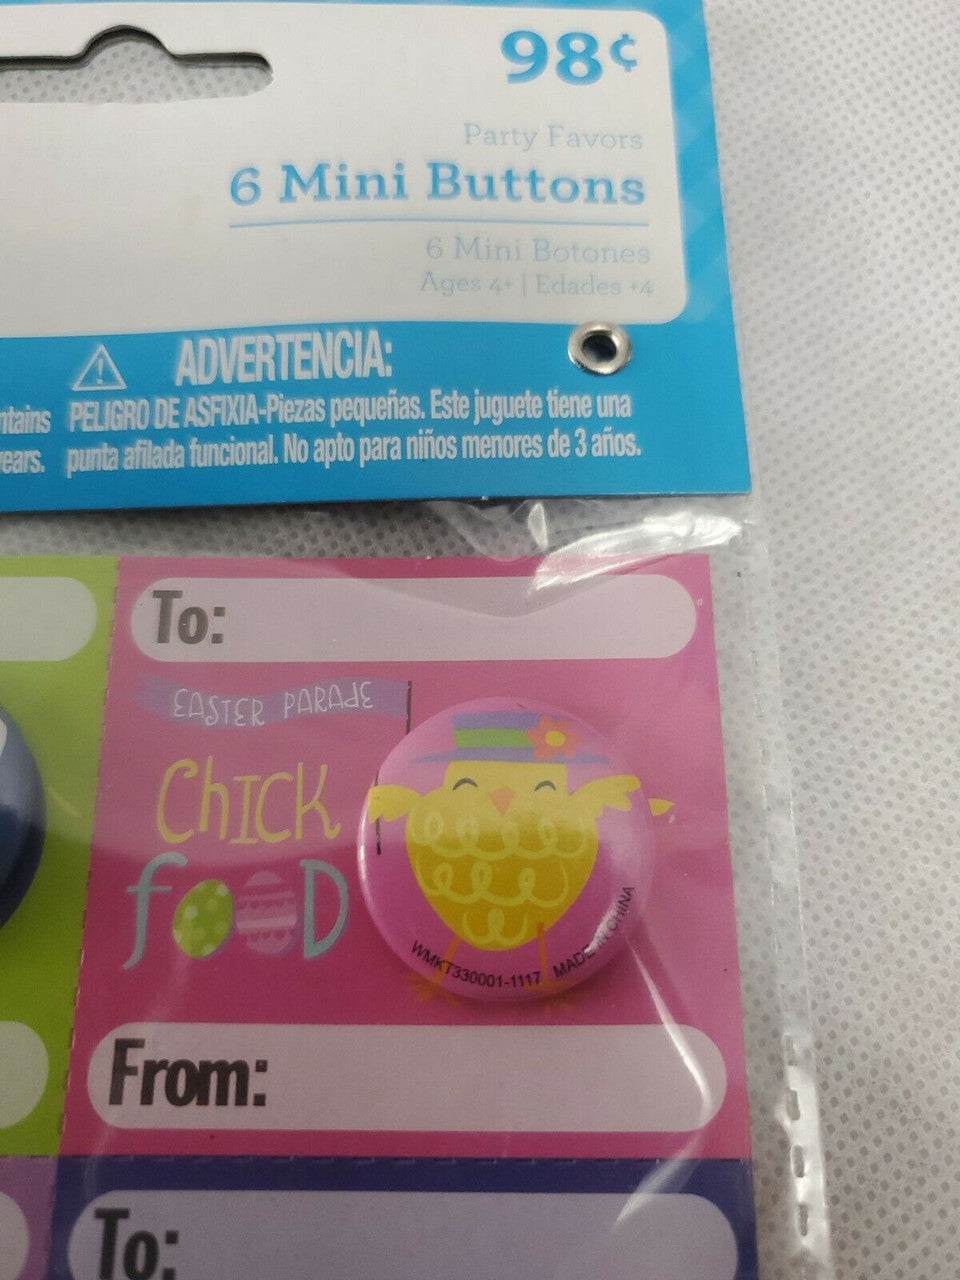 98¢
Party Favors
6 Mini Buttons
6 Mini Botones
Ages 4+ | Edades +4
ADVERTENCIA:
PELIGRO DE ASFIXIA-Piezas pequeñas. Este juguete tiene una
punta afilada funcional. No apto para niños menores de 3 años.
To:
EASTER PARADE
ChICK
fOOD
WMKT330001-1117 MADE IN CHINA
From:
To: